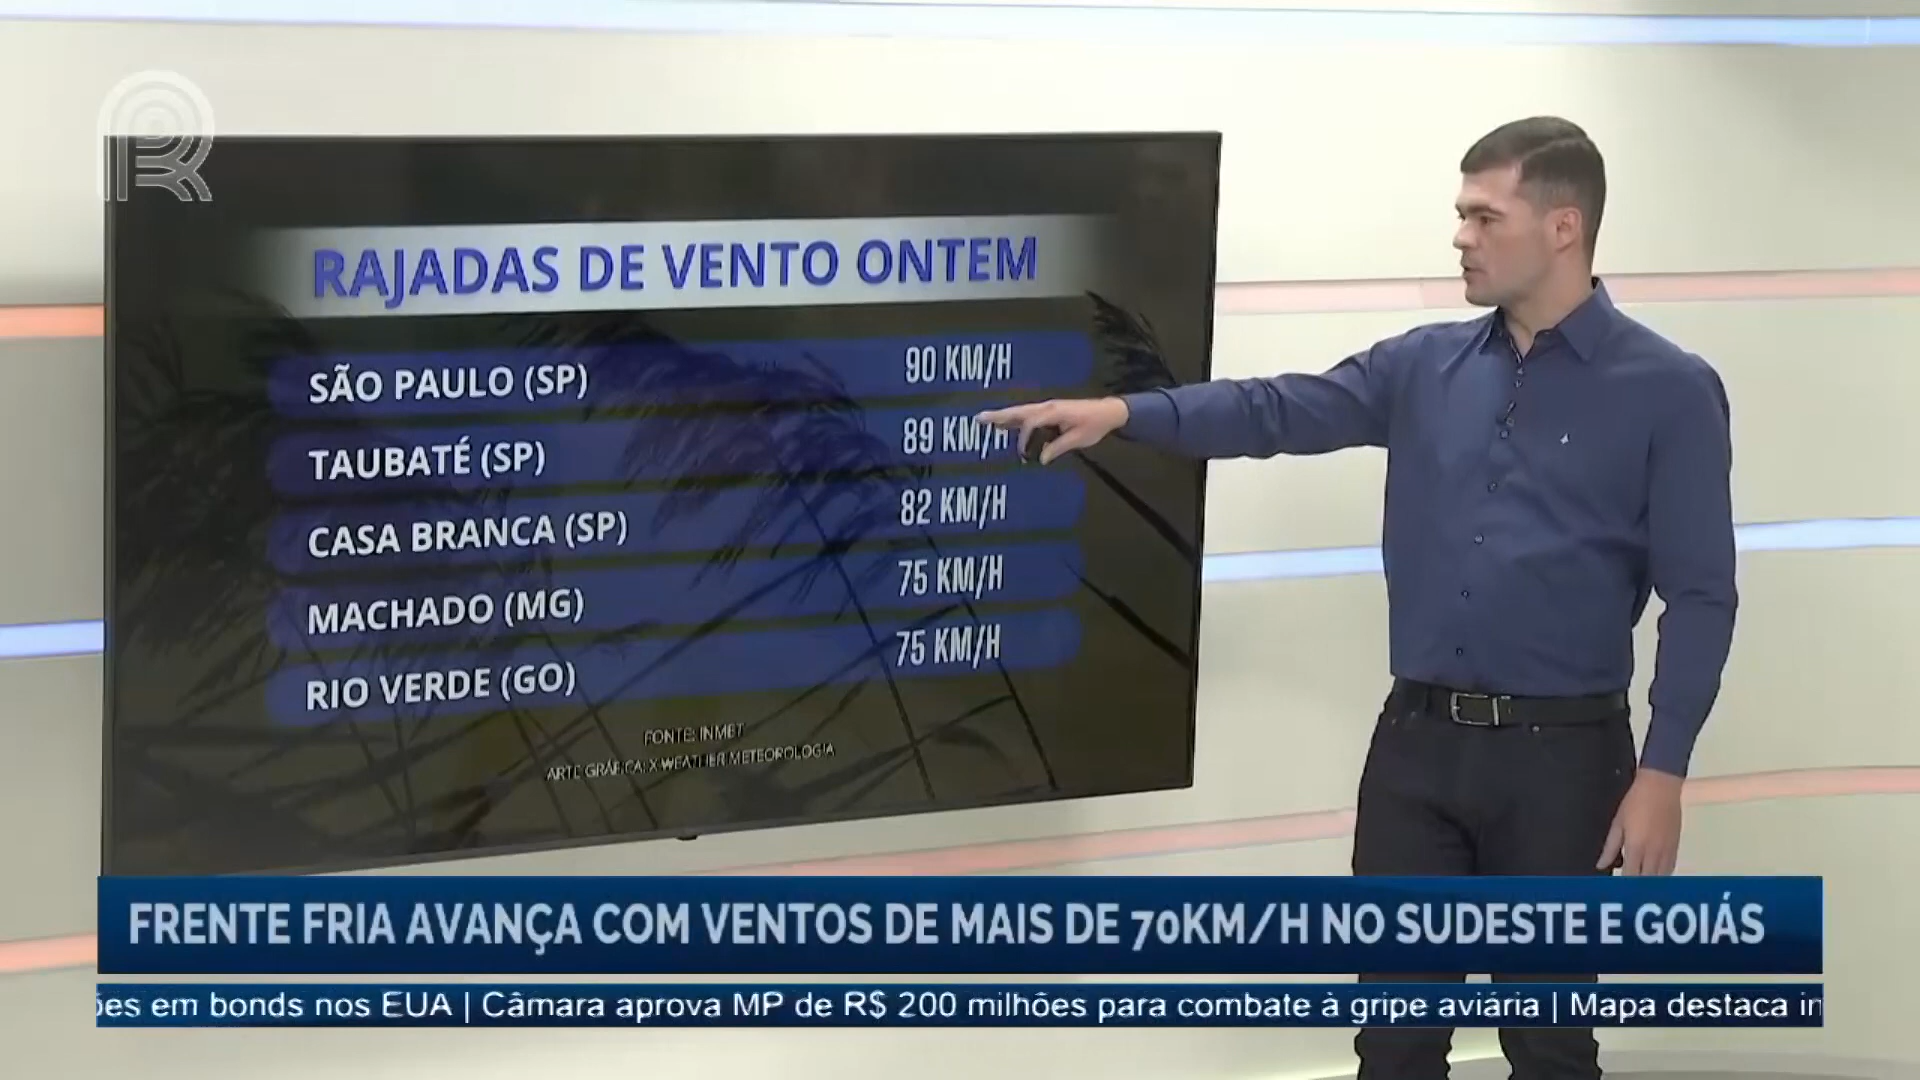 RAJADAS DE VENTO ONTEM
SÃO PAULO (SP) 90 KM/H
TAUBATÉ (SP) 89 KM/H
CASA BRANCA (SP) 82 KM/H
MACHADO (MG) 75 KM/H
RIO VERDE (GO) 75 KM/H
FONTE: INMET
ARTE GRÁFICA: X WEATHER METEOROLOGIA
FRENTE FRIA AVANÇA COM VENTOS DE MAIS DE 70KM/H NO SUDESTE E GOIÁS
ões em bonds nos EUA | Câmara aprova MP de R$ 200 milhões para combate à gripe aviária | Mapa destaca in